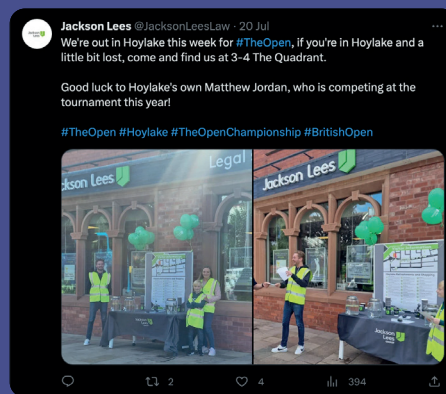 Jackson Lees @JacksonLeesLaw · 20 Jul
We're out in Hoylake this week for #TheOpen, if you're in Hoylake and a
little bit lost, come and find us at 3-4 The Quadrant.
Good luck to Hoylake's own Matthew Jordan, who is competing at the
tournament this year!
#TheOpen #Hoylake #TheOpenChampionship #BritishOpen
kson Lees
Legal
Jackson Lees
Jackson
Lees
2
4
394